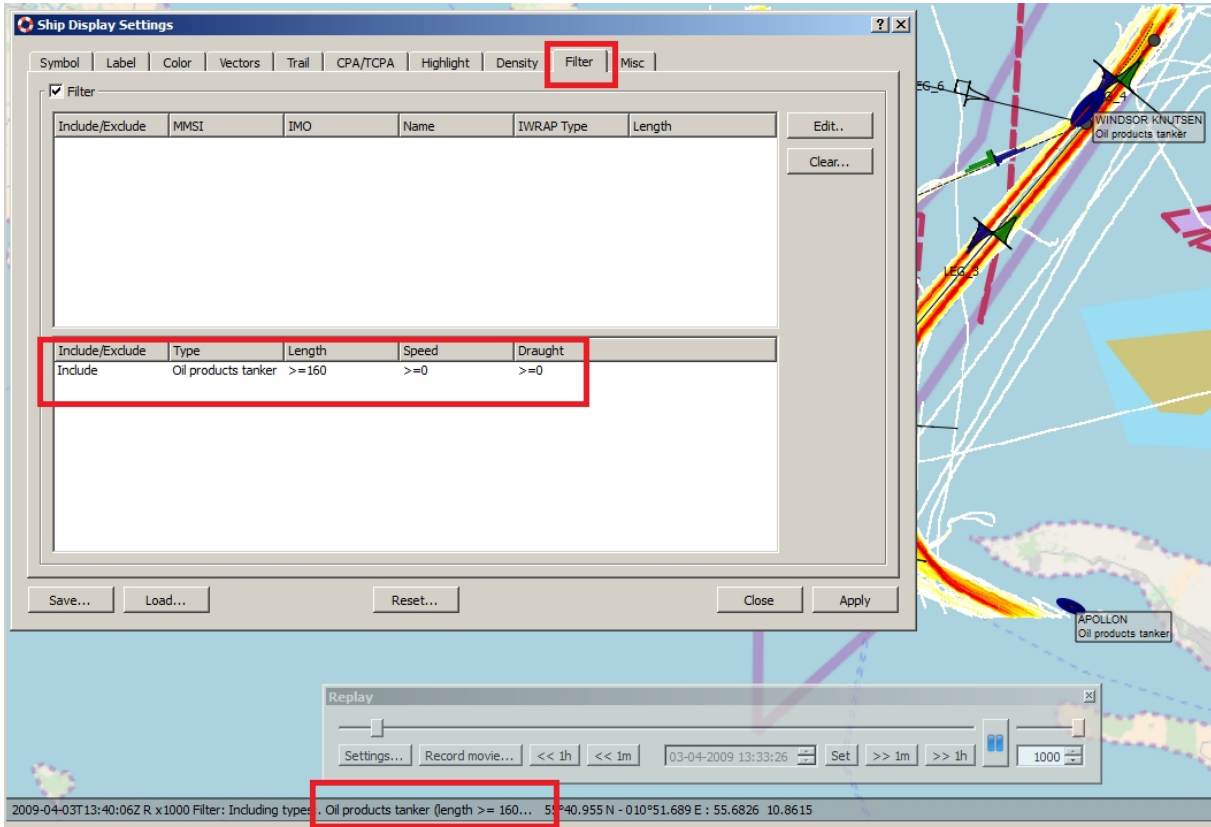 Ship Display Settings
Symbol Label Color Vectors Trail CPA/TCPA Highlight Density Filter Misc
Filter
Include/Exclude MMSI IMO Name IWRAP Type Length
Edit..
Clear...
Include/Exclude Type Length Speed Draught
Include Oil products tanker >=160 >=0 >=0
Save... Load... Reset... Close Apply
EG_6
_4
WINDSOR KNUTSEN
Oil products tanker
LEG_3
APOLLON
Oil products tanker
Replay
Settings... Record movie... << 1h << 1m 03-04-2009 13:33:26 Set >> 1m >> 1h 1000
2009-04-03T13:40:06Z R x1000 Filter: Including types.. Oil products tanker (length >= 160... 55°40.955 N - 010°51.689 E : 55.6826 10.8615